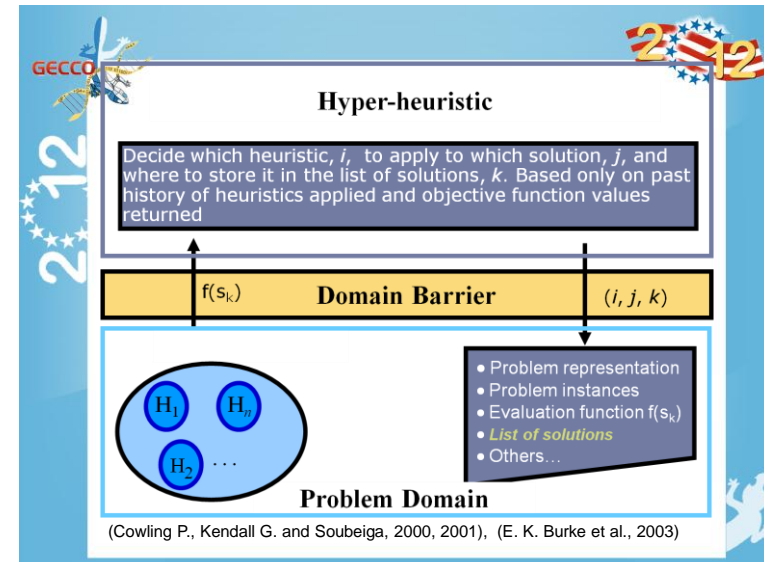 GECCO
2012
2012
Hyper-heuristic
Decide which heuristic, i, to apply to which solution, j, and
where to store it in the list of solutions, k. Based only on past
history of heuristics applied and objective function values
returned
f(sₖ)
Domain Barrier
(i, j, k)
H₁
Hₙ
H₂ ...
• Problem representation
• Problem instances
• Evaluation function f(sₖ)
• List of solutions
• Others…
Problem Domain
(Cowling P., Kendall G. and Soubeiga, 2000, 2001), (E. K. Burke et al., 2003)